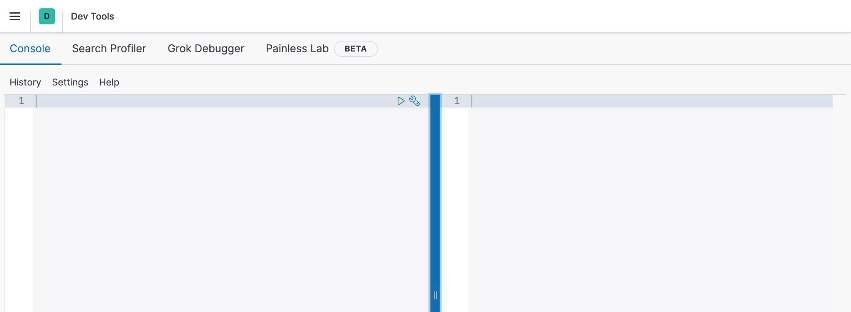 D Dev Tools
Console Search Profiler Grok Debugger Painless Lab BETA
History Settings Help
1 1